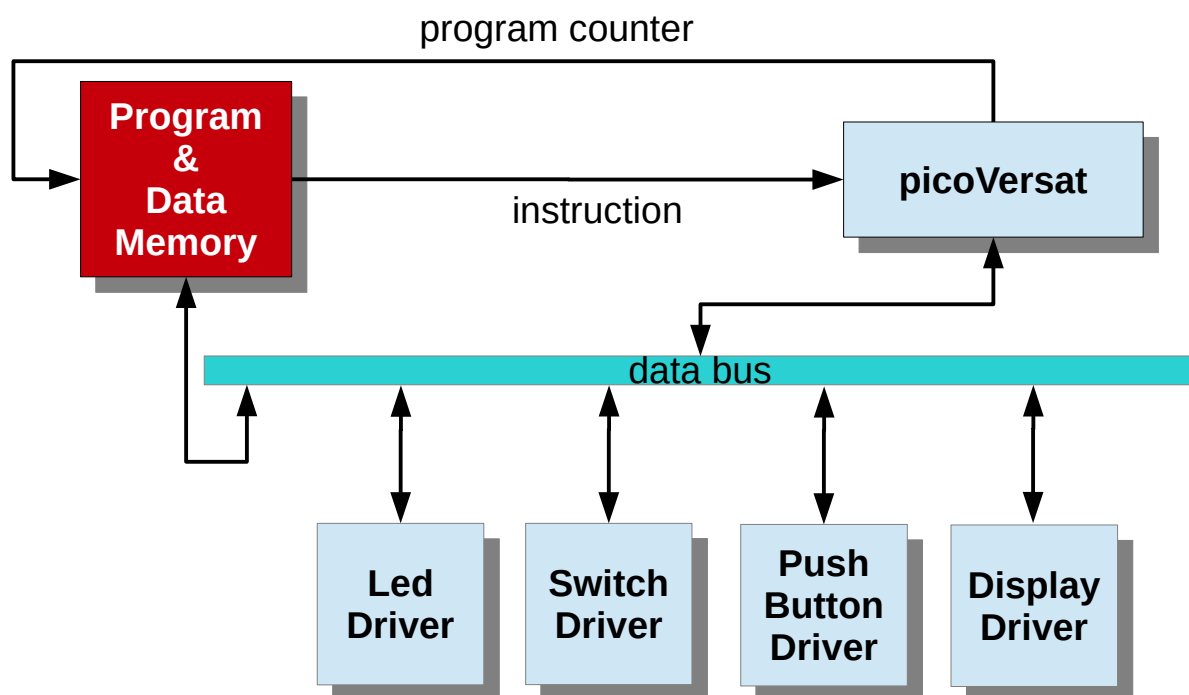 program counter
Program
&
Data
Memory
picoVersat
instruction
data bus
Led
Driver
Switch
Driver
Push
Button
Driver
Display
Driver